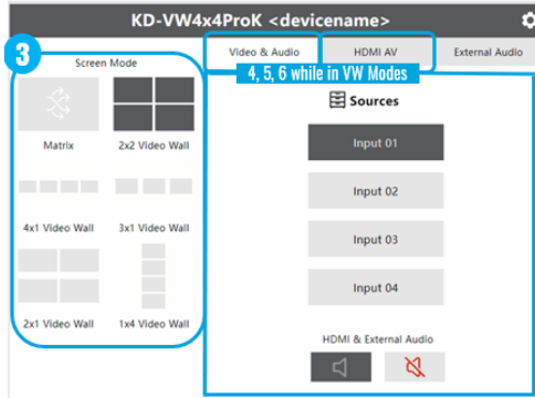 KD-VW4x4ProK <devicename>
3
Screen Mode
Matrix
2x2 Video Wall
4x1 Video Wall
3x1 Video Wall
2x1 Video Wall
1x4 Video Wall
Video & Audio
HDMI AV
External Audio
4, 5, 6 while in VW Modes
Sources
Input 01
Input 02
Input 03
Input 04
HDMI & External Audio